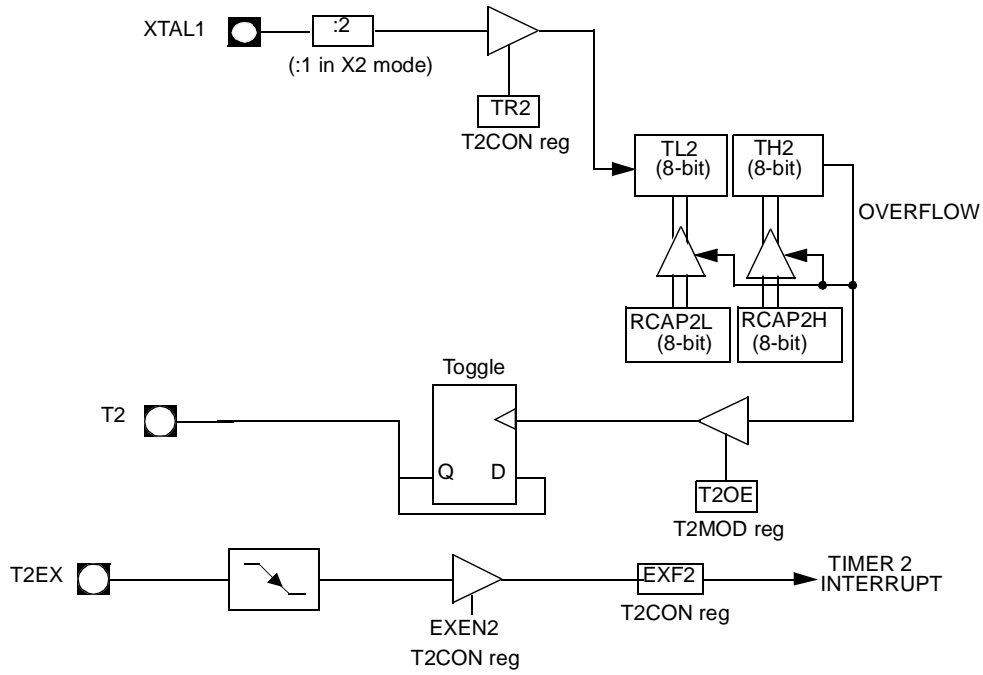 XTAL1
:2
(:1 in X2 mode)
TR2
T2CON reg
TL2
(8-bit)
TH2
(8-bit)
OVERFLOW
RCAP2L
(8-bit)
RCAP2H
(8-bit)
Toggle
T2
Q D
T2OE
T2MOD reg
T2EX
EXEN2
T2CON reg
EXF2
T2CON reg
TIMER 2
INTERRUPT